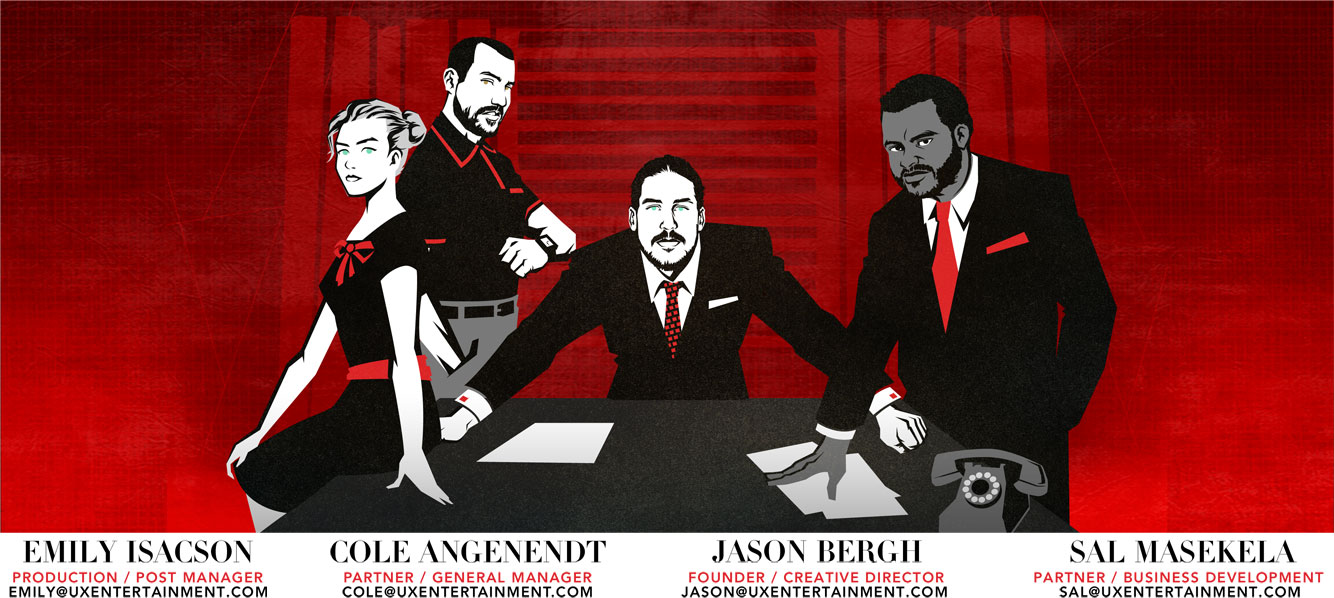 EMILY ISACSON
PRODUCTION / POST MANAGER
EMILY@UXENTERTAINMENT.COM
COLE ANGENENDT
PARTNER / GENERAL MANAGER
COLE@UXENTERTAINMENT.COM
JASON BERGH
FOUNDER / CREATIVE DIRECTOR
JASON@UXENTERTAINMENT.COM
SAL MASEKELA
PARTNER / BUSINESS DEVELOPMENT
SAL@UXENTERTAINMENT.COM